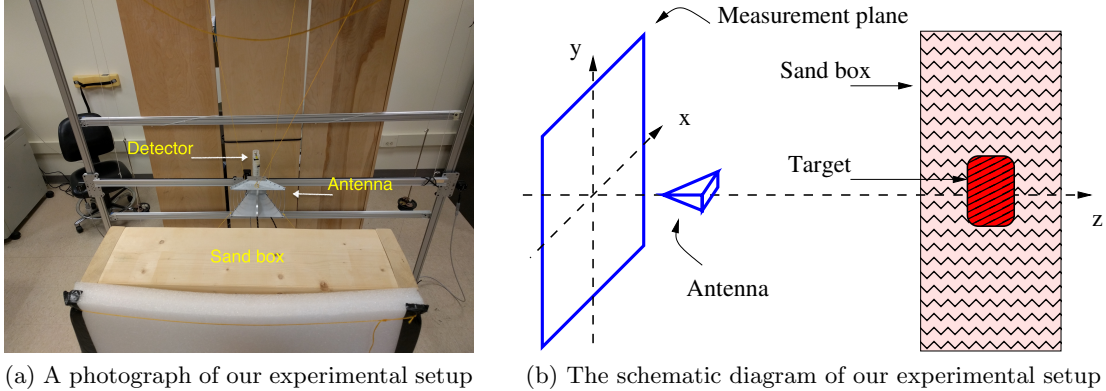 Detector
Antenna
Sand box
(a) A photograph of our experimental setup
Measurement plane
y
x
Sand box
Target
z
Antenna
(b) The schematic diagram of our experimental setup